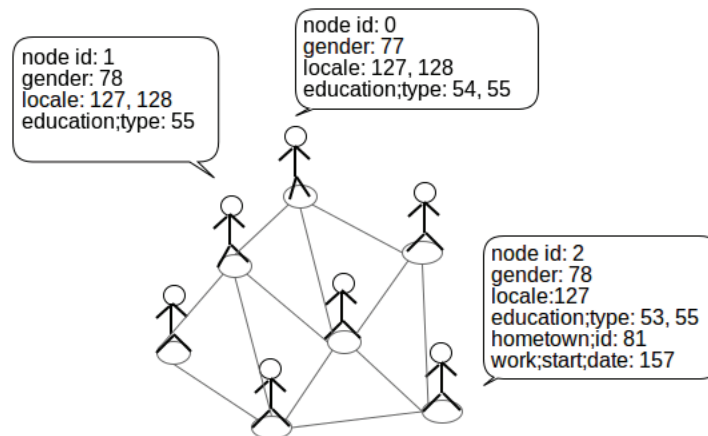 node id: 1
gender: 78
locale: 127, 128
education;type: 55
node id: 0
gender: 77
locale: 127, 128
education;type: 54, 55
node id: 2
gender: 78
locale:127
education;type: 53, 55
hometown;id: 81
work;start;date: 157